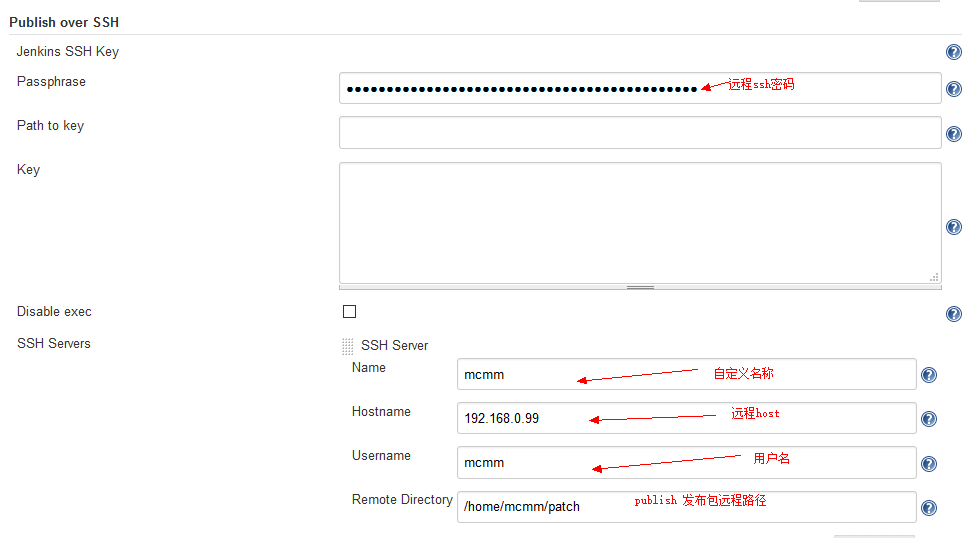 Publish over SSH
Jenkins SSH Key
Passphrase
远程ssh密码
Path to key
Key
Disable exec
SSH Servers
SSH Server
Name mcmm 自定义名称
Hostname 192.168.0.99 远程host
Username mcmm 用户名
Remote Directory /home/mcmm/patch publish 发布包远程路径